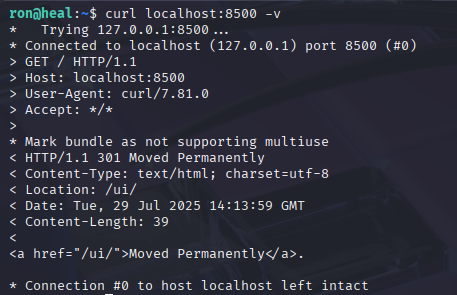 ron@heal:~$ curl localhost:8500 -v
*   Trying 127.0.0.1:8500...
* Connected to localhost (127.0.0.1) port 8500 (#0)
> GET / HTTP/1.1
> Host: localhost:8500
> User-Agent: curl/7.81.0
> Accept: */*
>
* Mark bundle as not supporting multiuse
< HTTP/1.1 301 Moved Permanently
< Content-Type: text/html; charset=utf-8
< Location: /ui/
< Date: Tue, 29 Jul 2025 14:13:59 GMT
< Content-Length: 39
<
<a href="/ui/">Moved Permanently</a>.

* Connection #0 to host localhost left intact